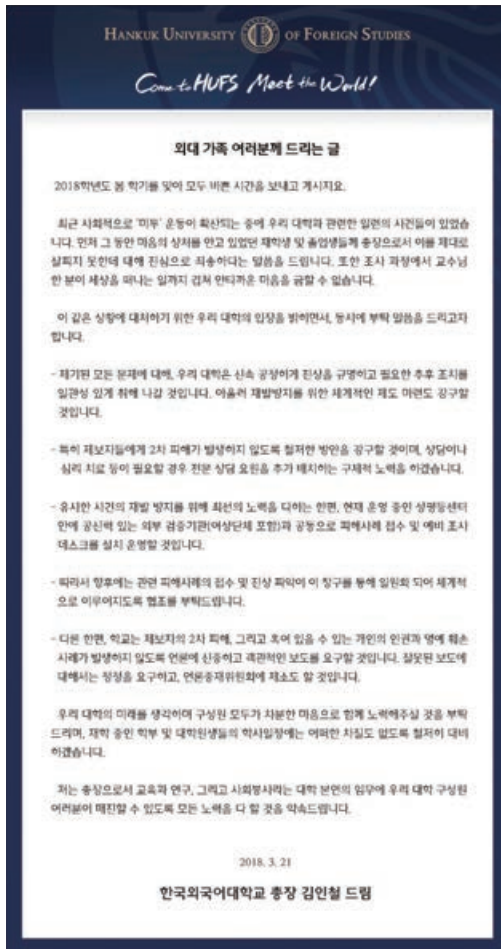 HANKUK UNIVERSITY OF FOREIGN STUDIES
Come to HUFS Meet the World!
외대 가족 여러분께 드리는 글
2018학년도 봄 학기를 맞아 모두 바쁜 시간을 보내고 계시지요.
최근 사회적으로 '미투' 운동이 확산되는 중에 우리 대학과 관련한 일련의 사건들이 있었습
니다. 먼저 그 동안 마음의 상처를 안고 있었던 재학생 및 졸업생들께 총장으로서 이를 제대로
살피지 못한데 대해 진심으로 죄송하다는 말씀을 드립니다. 또한 조사 과정에서 교수님
한 분이 세상을 떠나는 일까지 겹쳐 안타까운 마음을 금할 수 없습니다.
이 같은 상황에 대처하기 위한 우리 대학의 입장을 밝히면서, 동시에 부탁 말씀을 드리고자
합니다.
- 제기된 모든 문제에 대해, 우리 대학은 신속 공정하게 진상을 규명하고 필요한 추후 조치를
일관성 있게 취해 나갈 것입니다. 아울러 재발방지를 위한 체계적인 제도 마련도 강구할
것입니다.
- 특히 제보자들에게 2차 피해가 발생하지 않도록 철저한 방안을 강구할 것이며, 상담이나
심리 치료 등이 필요할 경우 전문 상담 요원을 추가 배치하는 구체적 노력을 하겠습니다.
- 유사한 사건의 재발 방지를 위해 최선의 노력을 다하는 한편, 현재 운영 중인 성평등센터
안에 공신력 있는 외부 검증기관(여성단체 포함)과 공동으로 피해사례 접수 및 예비 조사
데스크를 설치 운영할 것입니다.
- 따라서 향후에는 관련 피해사례의 접수 및 진상 파악이 이 창구를 통해 일원화 되어 체계적
으로 이루어지도록 협조를 부탁드립니다.
- 다른 한편, 학교는 제보자의 2차 피해, 그리고 혹여 있을 수 있는 개인의 인권과 명예 훼손
사례가 발생하지 않도록 언론에 신중하고 객관적인 보도를 요구할 것입니다. 잘못된 보도에
대해서는 정정을 요구하고, 언론중재위원회에 제소도 할 것입니다.
우리 대학의 미래를 생각하며 구성원 모두가 차분한 마음으로 함께 노력해주실 것을 부탁
드리며, 재학 중인 학부 및 대학원생들의 학사일정에는 어떠한 차질도 없도록 철저히 대비
하겠습니다.
저는 총장으로서 교육과 연구, 그리고 사회봉사라는 대학 본연의 임무에 우리 대학 구성원
여러분이 매진할 수 있도록 모든 노력을 다 할 것을 약속드립니다.
2018. 3. 21
한국외국어대학교 총장 김인철 드림